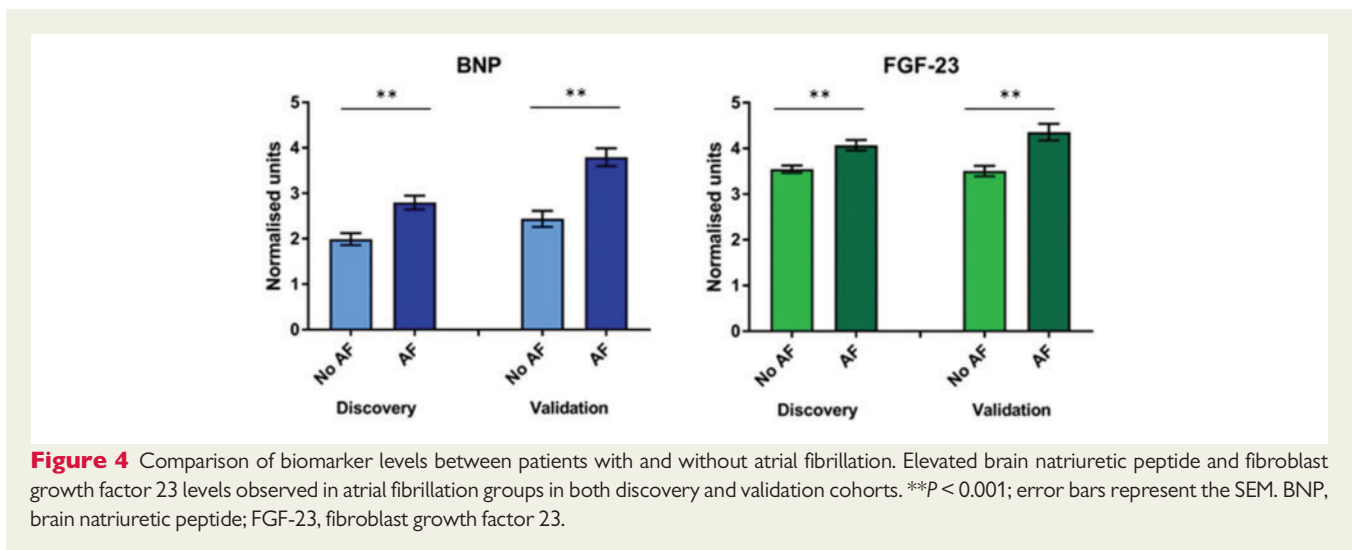 BNP
**
**
Normalised units
5
4
3
2
1
0
No AF
AF
No AF
AF
Discovery
Validation
FGF-23
**
**
Normalised units
5
4
3
2
1
0
No AF
AF
No AF
AF
Discovery
Validation
Figure 4 Comparison of biomarker levels between patients with and without atrial fibrillation. Elevated brain natriuretic peptide and fibroblast
growth factor 23 levels observed in atrial fibrillation groups in both discovery and validation cohorts. **P < 0.001; error bars represent the SEM. BNP,
brain natriuretic peptide; FGF-23, fibroblast growth factor 23.